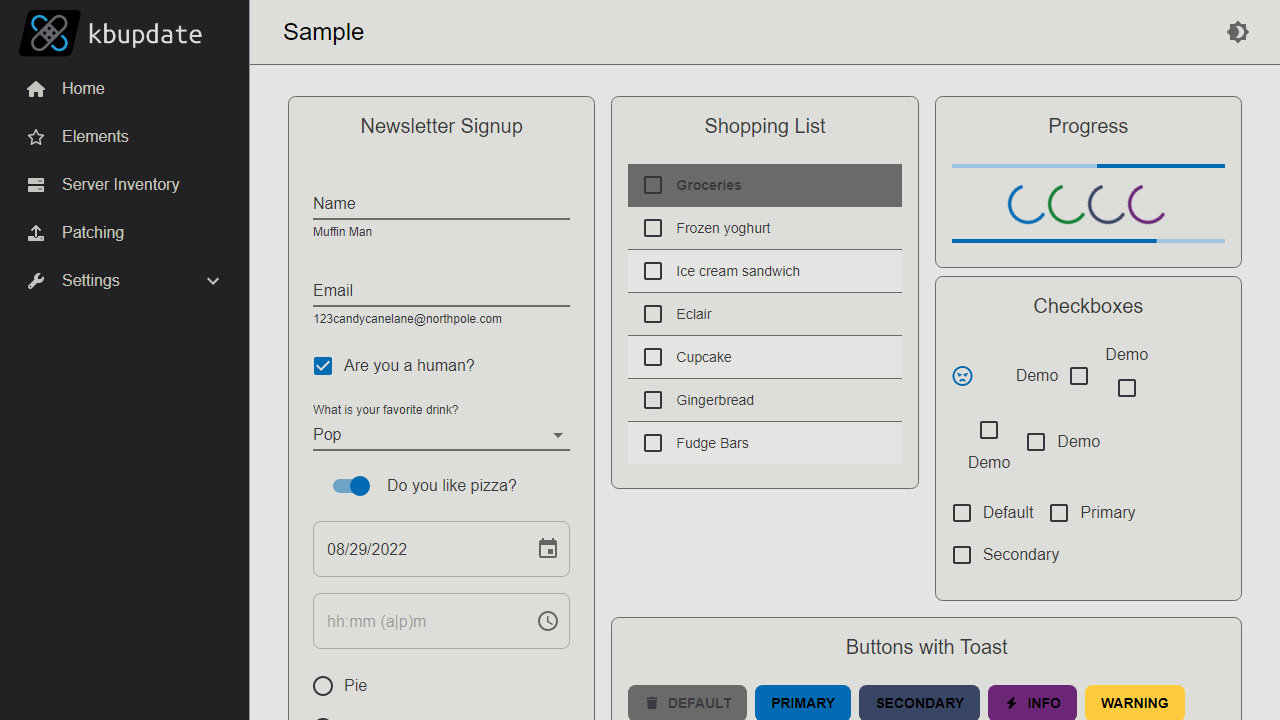 kbupdate
Home
Elements
Server Inventory
Patching
Settings
Sample
Newsletter Signup
Name
Muffin Man
Email
123candycanelane@northpole.com
Are you a human?
What is your favorite drink?
Pop
Do you like pizza?
08/29/2022
hh:mm (a|p)m
Pie
Shopping List
Groceries
Frozen yoghurt
Ice cream sandwich
Eclair
Cupcake
Gingerbread
Fudge Bars
Progress
Checkboxes
Demo
Demo
Demo
Demo
Default
Primary
Secondary
Buttons with Toast
DEFAULT
PRIMARY
SECONDARY
INFO
WARNING